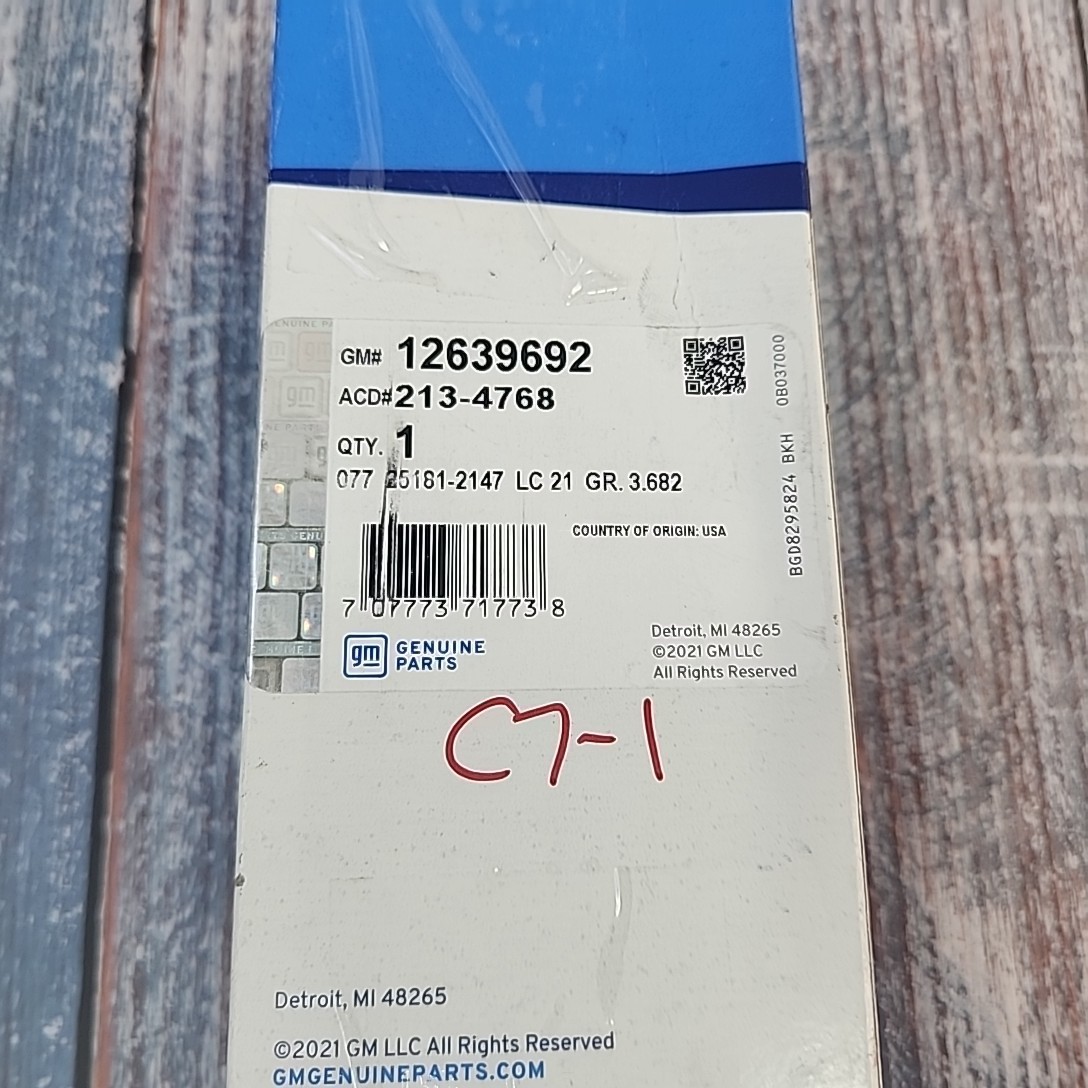 GM# 12639692
ACD# 213-4768
QTY. 1
077 25181-2147 LC 21 GR. 3.682
COUNTRY OF ORIGIN: USA
7 07773 71773 8
gm GENUINE
PARTS
Detroit, MI 48265
©2021 GM LLC
All Rights Reserved
BGD8295824 BKH 0B037000
C7-1
Detroit, MI 48265
©2021 GM LLC All Rights Reserved
GMGENUINEPARTS.COM